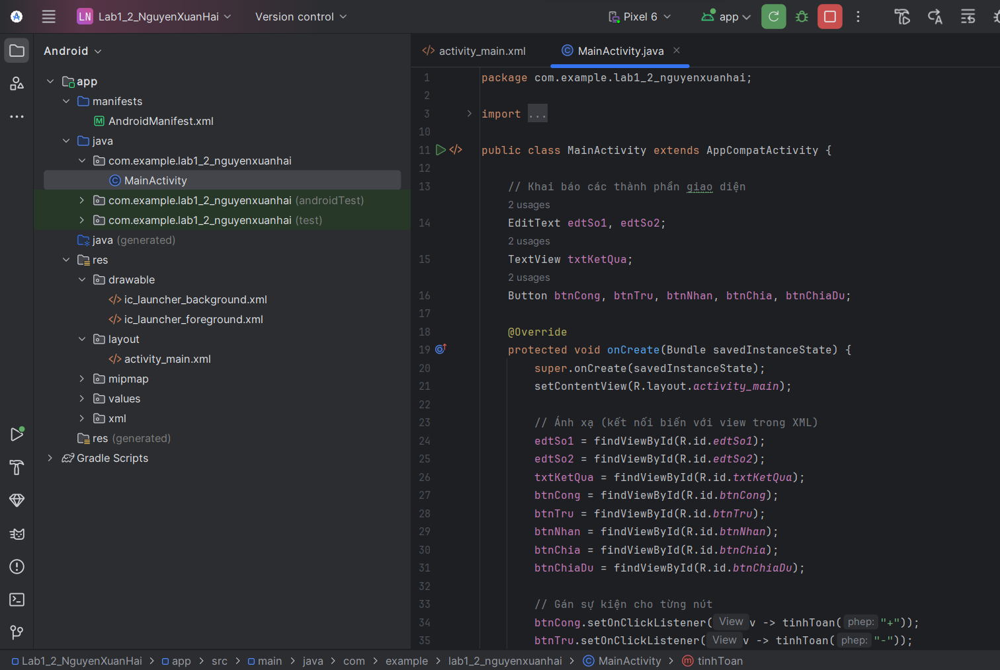 LN Lab1_2_NguyenXuanHai Version control Pixel 6 app
Android
app
manifests
AndroidManifest.xml
java
com.example.lab1_2_nguyenxuanhai
MainActivity
com.example.lab1_2_nguyenxuanhai (androidTest)
com.example.lab1_2_nguyenxuanhai (test)
java (generated)
res
drawable
ic_launcher_background.xml
ic_launcher_foreground.xml
layout
activity_main.xml
mipmap
values
xml
res (generated)
Gradle Scripts
activity_main.xml MainActivity.java
1 package com.example.lab1_2_nguyenxuanhai;
2
3 import ...
10
11 public class MainActivity extends AppCompatActivity {
12
13 // Khai báo các thành phần giao diện
2 usages
14 EditText edtSo1, edtSo2;
2 usages
15 TextView txtKetQua;
2 usages
16 Button btnCong, btnTru, btnNhan, btnChia, btnChiaDu;
17
18 @Override
19 protected void onCreate(Bundle savedInstanceState) {
20 super.onCreate(savedInstanceState);
21 setContentView(R.layout.activity_main);
22
23 // Ánh xạ (kết nối biến với view trong XML)
24 edtSo1 = findViewById(R.id.edtSo1);
25 edtSo2 = findViewById(R.id.edtSo2);
26 txtKetQua = findViewById(R.id.txtKetQua);
27 btnCong = findViewById(R.id.btnCong);
28 btnTru = findViewById(R.id.btnTru);
29 btnNhan = findViewById(R.id.btnNhan);
30 btnChia = findViewById(R.id.btnChia);
31 btnChiaDu = findViewById(R.id.btnChiaDu);
32
33 // Gán sự kiện cho từng nút
34 btnCong.setOnClickListener( View v -> tinhToan( phep: "+"));
35 btnTru.setOnClickListener( View v -> tinhToan( phep: "-"));
Lab1_2_NguyenXuanHai > app > src > main > java > com > example > lab1_2_nguyenxuanhai > MainActivity > tinhToan